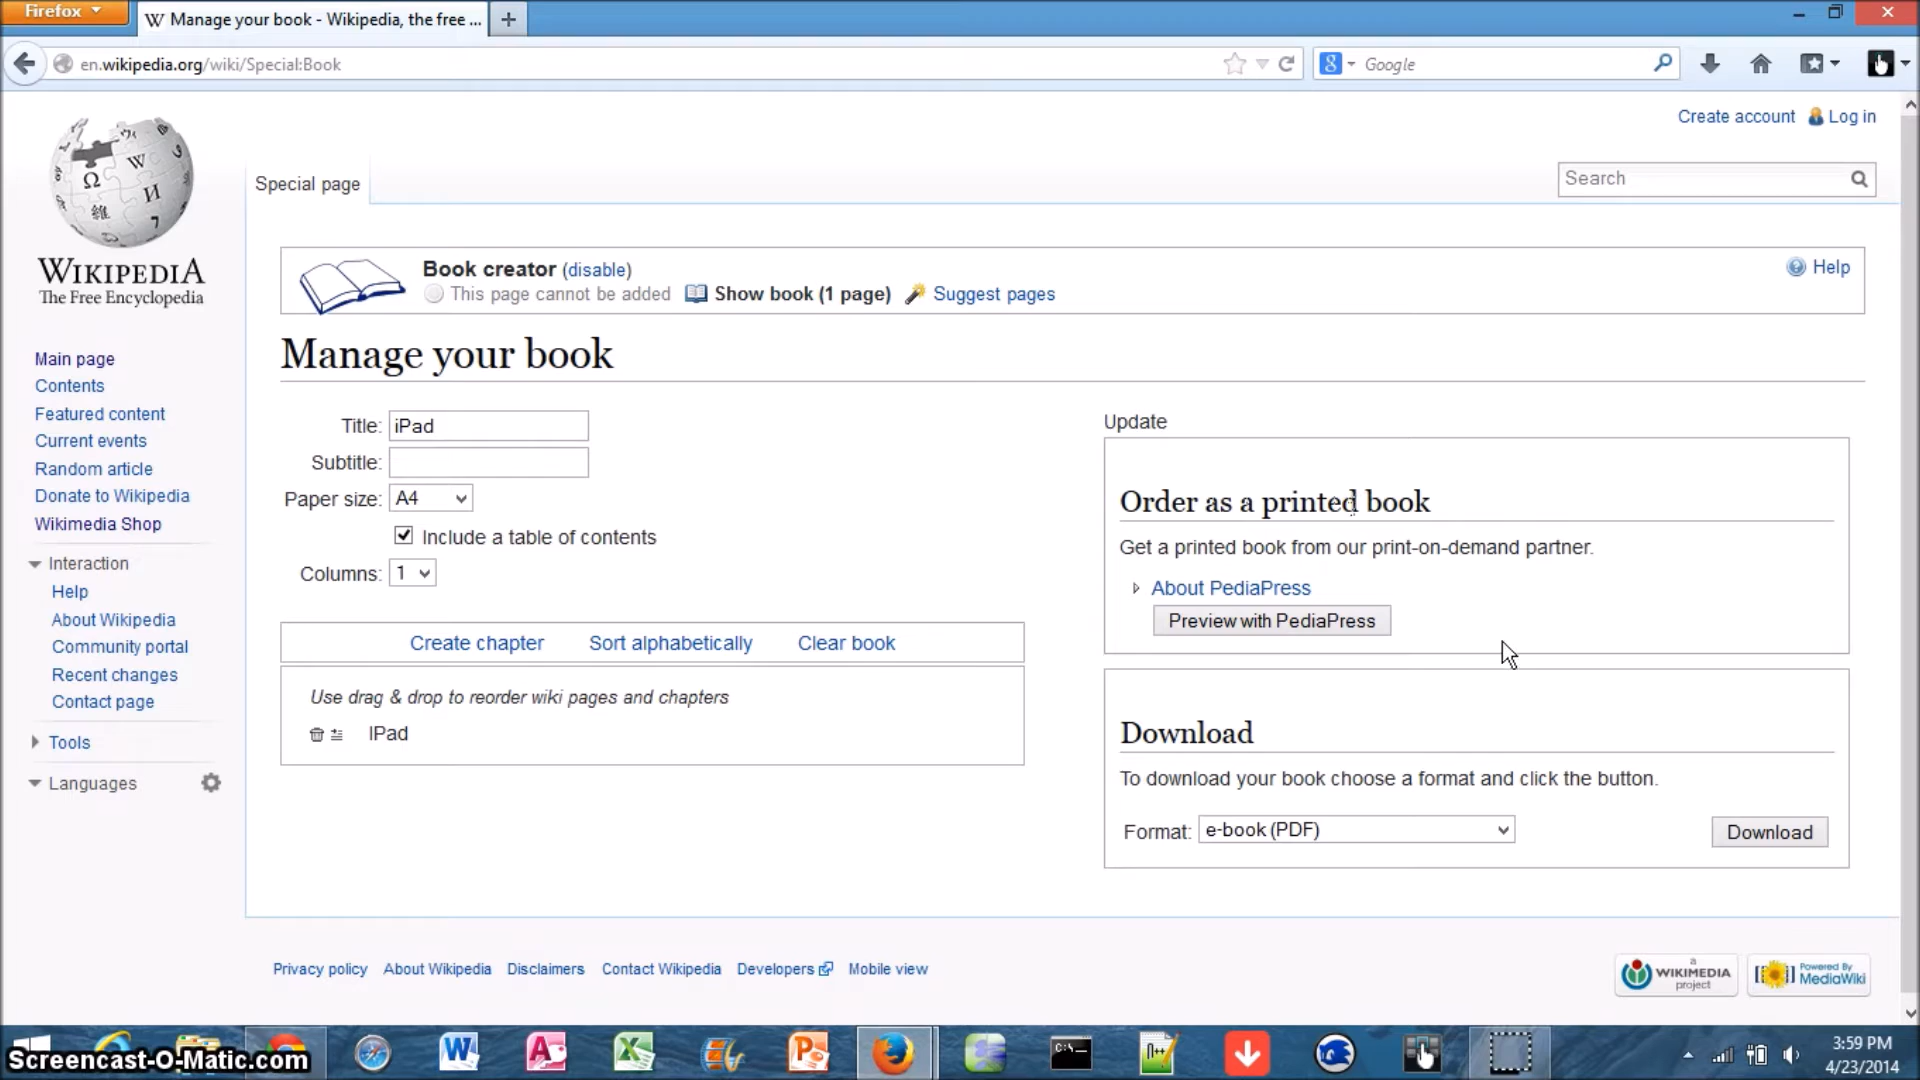 Firefox
W Manage your book - Wikipedia, the free ...
en.wikipedia.org/wiki/Special:Book
8 Google
Create account Log in
Special page
Search
WIKIPEDIA
The Free Encyclopedia
Book creator (disable)
Help
This page cannot be added Show book (1 page) Suggest pages
Manage your book
Main page
Contents
Featured content
Current events
Random article
Donate to Wikipedia
Wikimedia Shop
Interaction
Help
About Wikipedia
Community portal
Recent changes
Contact page
Tools
Languages
Title: iPad
Subtitle:
Paper size: A4
Include a table of contents
Columns: 1
Create chapter Sort alphabetically Clear book
Use drag & drop to reorder wiki pages and chapters
IPad
Update
Order as a printed book
Get a printed book from our print-on-demand partner.
About PediaPress
Preview with PediaPress
Download
To download your book choose a format and click the button.
Format: e-book (PDF) Download
Privacy policy About Wikipedia Disclaimers Contact Wikipedia Developers Mobile view
a WIKIMEDIA project
Powered By MediaWiki
Screencast-O-Matic.com
3:59 PM
4/23/2014